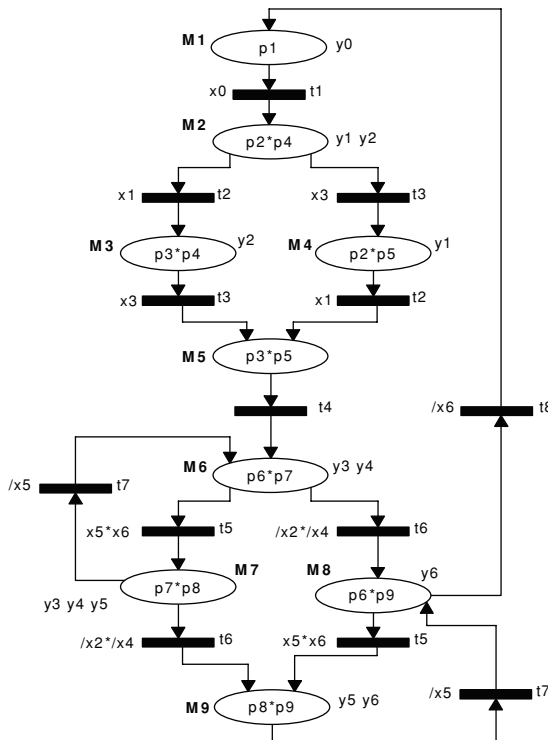 M1 p1 y0
x0 t1
M2 p2*p4 y1 y2
x1 t2 x3 t3
M3 p3*p4 y2 M4 p2*p5 y1
x3 t3 x1 t2
M5 p3*p5
t4 /x6 t8
M6 p6*p7 y3 y4
/x5 t7
x5*x6 t5 /x2*/x4 t6
M7 p7*p8 M8 p6*p9 y6
y3 y4 y5
/x2*/x4 t6 x5*x6 t5
/x5 t7
M9 p8*p9 y5 y6